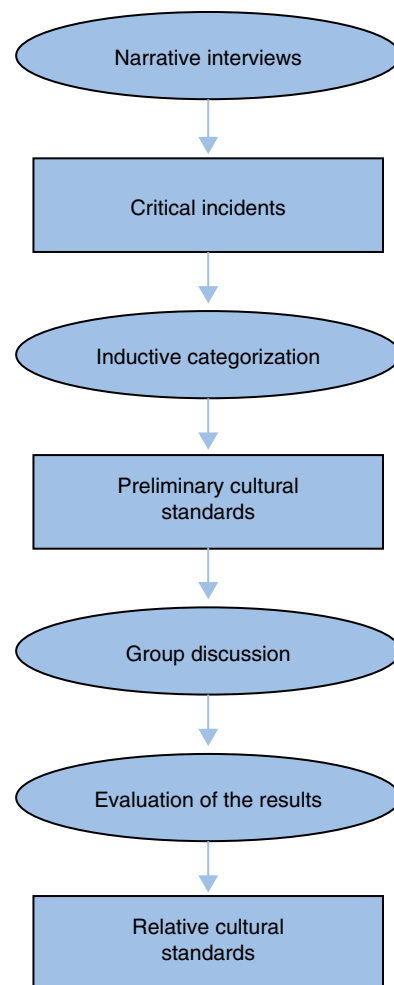 Narrative interviews
Critical incidents
Inductive categorization
Preliminary cultural
standards
Group discussion
Evaluation of the results
Relative cultural
standards